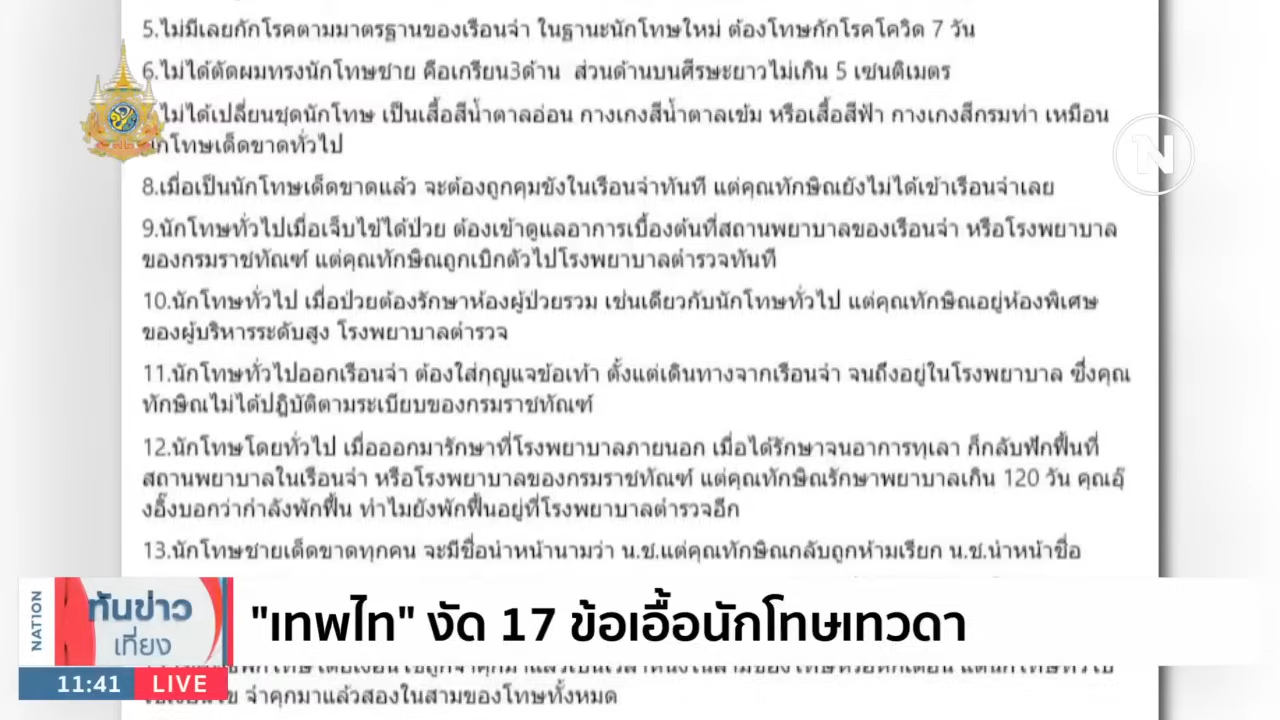 5.ไม่มีเลยกักโรคตามมาตรฐานของเรือนจำ ในฐานะนักโทษใหม่ ต้องโทษกักโรคโควิด 7 วัน
6.ไม่ได้ตัดผมทรงนักโทษชาย คือเกรียน3ด้าน ส่วนด้านบนศีรษะยาวไม่เกิน 5 เซนติเมตร
ไม่ได้เปลี่ยนชุดนักโทษ เป็นเสื้อสีน้ำตาลอ่อน กางเกงสีน้ำตาลเข้ม หรือเสื้อสีฟ้า กางเกงสีกรมท่า เหมือน
นักโทษเด็ดขาดทั่วไป
N
8.เมื่อเป็นนักโทษเด็ดขาดแล้ว จะต้องถูกคุมขังในเรือนจำทันที แต่คุณทักษิณยังไม่ได้เข้าเรือนจำเลย
9.นักโทษทั่วไปเมื่อเจ็บไข้ได้ป่วย ต้องเข้าดูแลอาการเบื้องต้นที่สถานพยาบาลของเรือนจำ หรือโรงพยาบาล
ของกรมราชทัณฑ์ แต่คุณทักษิณถูกเบิกตัวไปโรงพยาบาลตำรวจทันที
10.นักโทษทั่วไป เมื่อป่วยต้องรักษาห้องผู้ป่วยรวม เช่นเดียวกับนักโทษทั่วไป แต่คุณทักษิณอยู่ห้องพิเศษ
ของผู้บริหารระดับสูง โรงพยาบาลตำรวจ
11.นักโทษทั่วไปออกเรือนจำ ต้องใส่กุญแจข้อเท้า ตั้งแต่เดินทางจากเรือนจำ จนถึงอยู่ในโรงพยาบาล ซึ่งคุณ
ทักษิณไม่ได้ปฏิบัติตามระเบียบของกรมราชทัณฑ์
12.นักโทษโดยทั่วไป เมื่อออกมารักษาที่โรงพยาบาลภายนอก เมื่อได้รักษาจนอาการทุเลา ก็กลับฟักฟื้นที่
สถานพยาบาลในเรือนจำ หรือโรงพยาบาลของกรมราชทัณฑ์ แต่คุณทักษิณรักษาพยาบาลเกิน 120 วัน คุณอุ๊
งอิ๊งบอกว่ากำลังพักฟื้น ทำไมยังพักฟื้นอยู่ที่โรงพยาบาลตำรวจอีก
13.นักโทษชายเด็ดขาดทุกคน จะมีชื่อนำหน้านามว่า น.ช.แต่คุณทักษิณกลับถูกห้ามเรียก น.ช.นำหน้าชื่อ
NATION
ทันข่าว
เที่ยง
"เทพไท" งัด 17 ข้อเอื้อนักโทษเทวดา
11:41 LIVE
จำคุกมาแล้วสองในสามของโทษทั้งหมด